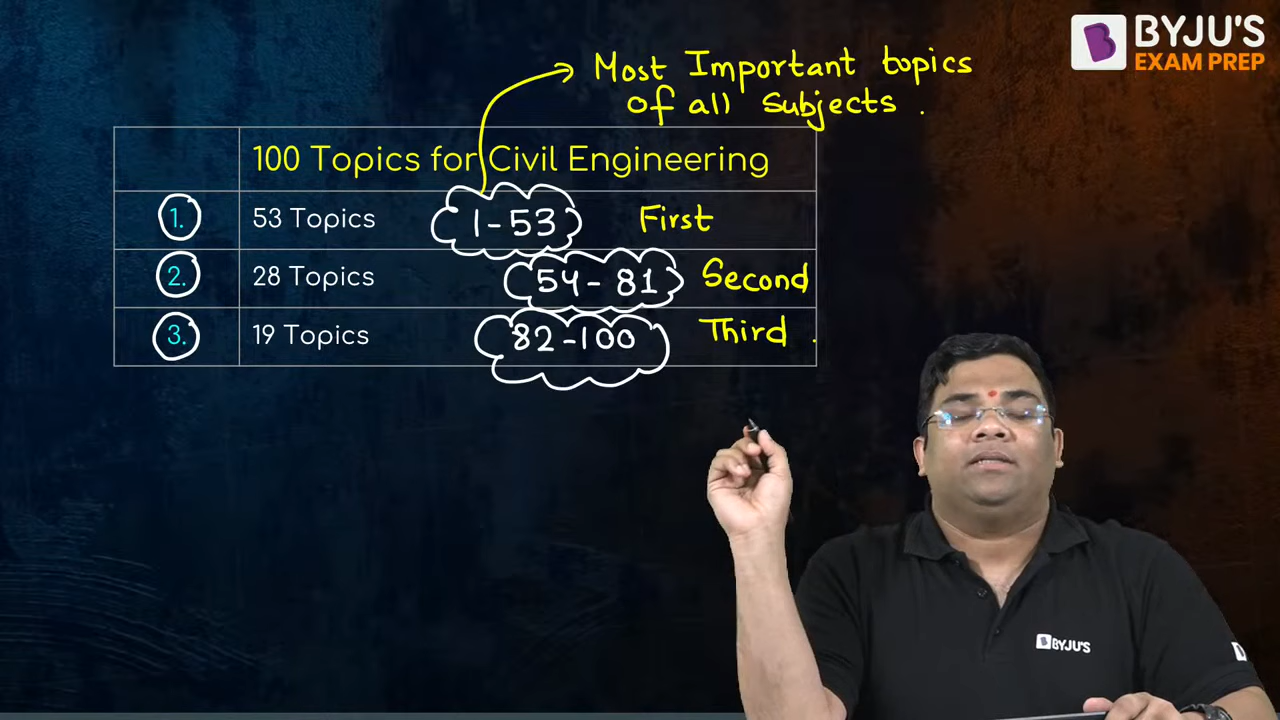 BYJU'S
EXAM PREP
Most Important topics
of all Subjects .
100 Topics for Civil Engineering
1. 53 Topics 1-53 First
2. 28 Topics 54-81 Second
3. 19 Topics 82-100 Third .
BYJU'S